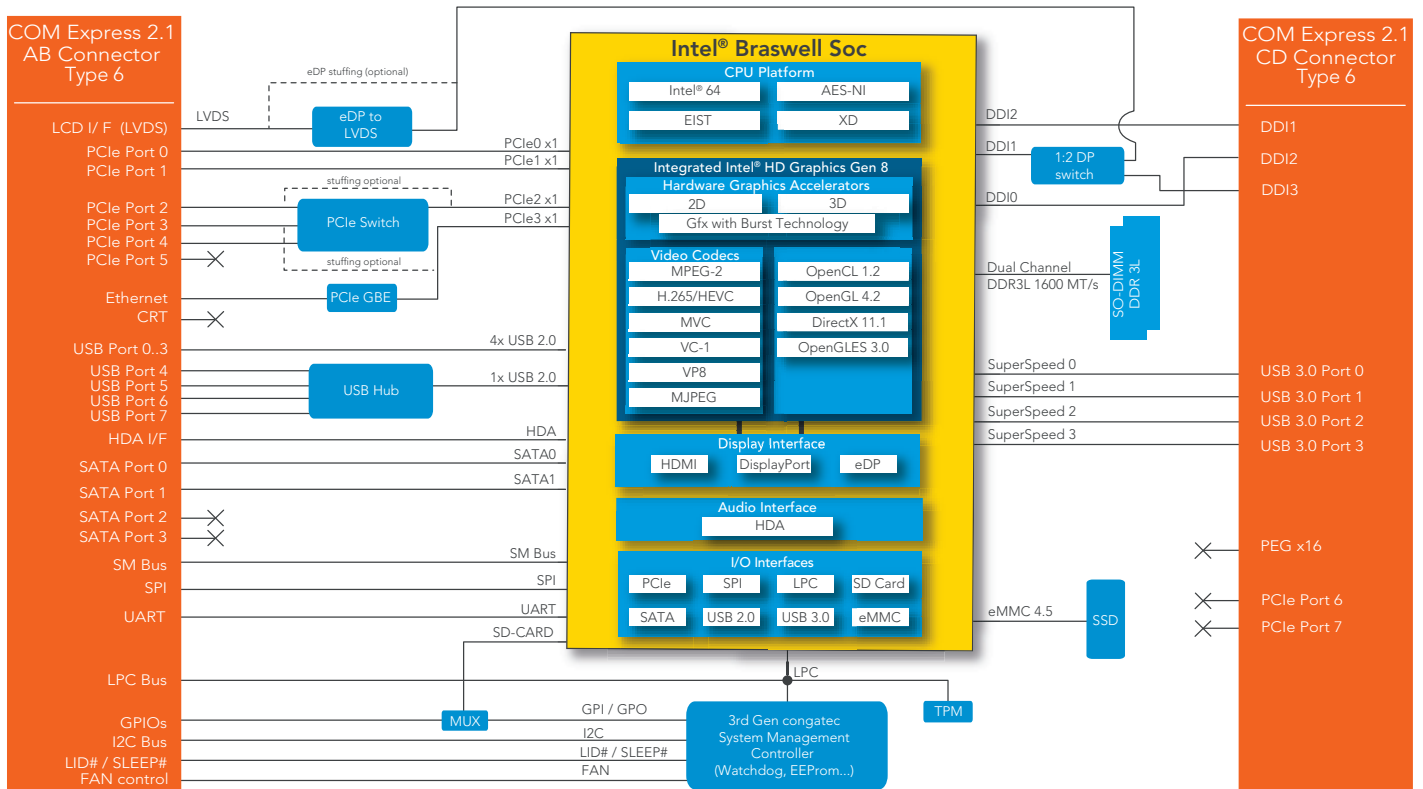 COM Express 2.1
AB Connector
Type 6
LCD I/ F (LVDS)
PCIe Port 0
PCIe Port 1
PCIe Port 2
PCIe Port 3
PCIe Port 4
PCIe Port 5
Ethernet
CRT
USB Port 0..3
USB Port 4
USB Port 5
USB Port 6
USB Port 7
HDA I/F
SATA Port 0
SATA Port 1
SATA Port 2
SATA Port 3
SM Bus
SPI
UART
LPC Bus
GPIOs
I2C Bus
LID# / SLEEP#
FAN control
eDP stuffing (optional)
LVDS
eDP to
LVDS
PCIe0 x1
PCIe1 x1
stuffing optional
PCIe2 x1
PCIe Switch
PCIe3 x1
stuffing optional
PCIe GBE
4x USB 2.0
1x USB 2.0
USB Hub
HDA
SATA0
SATA1
SM Bus
SPI
UART
SD-CARD
MUX
GPI / GPO
I2C
LID# / SLEEP#
FAN
Intel® Braswell Soc
CPU Platform
Intel® 64
AES-NI
EIST
XD
Integrated Intel® HD Graphics Gen 8
Hardware Graphics Accelerators
2D
3D
Gfx with Burst Technology
Video Codecs
MPEG-2
H.265/HEVC
MVC
VC-1
VP8
MJPEG
OpenCL 1.2
OpenGL 4.2
DirectX 11.1
OpenGLES 3.0
Display Interface
HDMI
DisplayPort
eDP
Audio Interface
HDA
I/O Interfaces
PCIe
SPI
LPC
SD Card
SATA
USB 2.0
USB 3.0
eMMC
LPC
3rd Gen congatec
System Management
Controller
(Watchdog, EEProm...)
TPM
DDI2
DDI1
1:2 DP
switch
DDI0
Dual Channel
DDR3L 1600 MT/s
SO-DIMM
DDR 3L
SuperSpeed 0
SuperSpeed 1
SuperSpeed 2
SuperSpeed 3
eMMC 4.5
SSD
COM Express 2.1
CD Connector
Type 6
DDI1
DDI2
DDI3
USB 3.0 Port 0
USB 3.0 Port 1
USB 3.0 Port 2
USB 3.0 Port 3
PEG x16
PCIe Port 6
PCIe Port 7